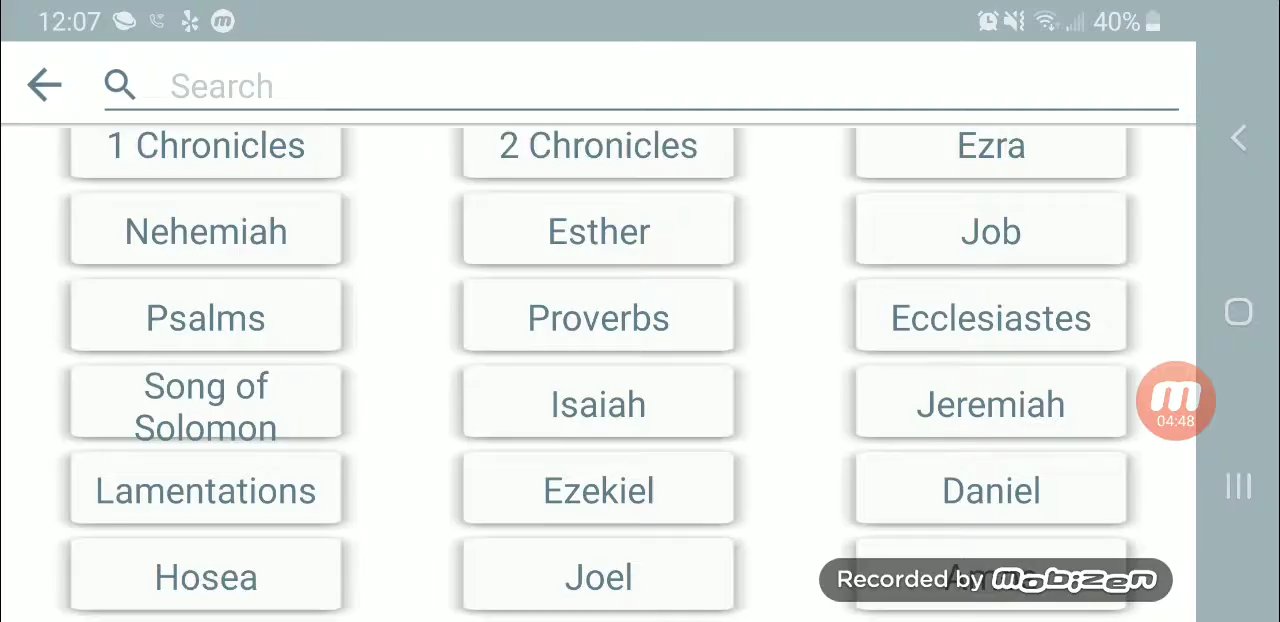 12:07
40%
Search
1 Chronicles
2 Chronicles
Ezra
Nehemiah
Esther
Job
Psalms
Proverbs
Ecclesiastes
Song of
Solomon
Isaiah
Jeremiah
04:48
Lamentations
Ezekiel
Daniel
Hosea
Joel
Recorded by mobizen